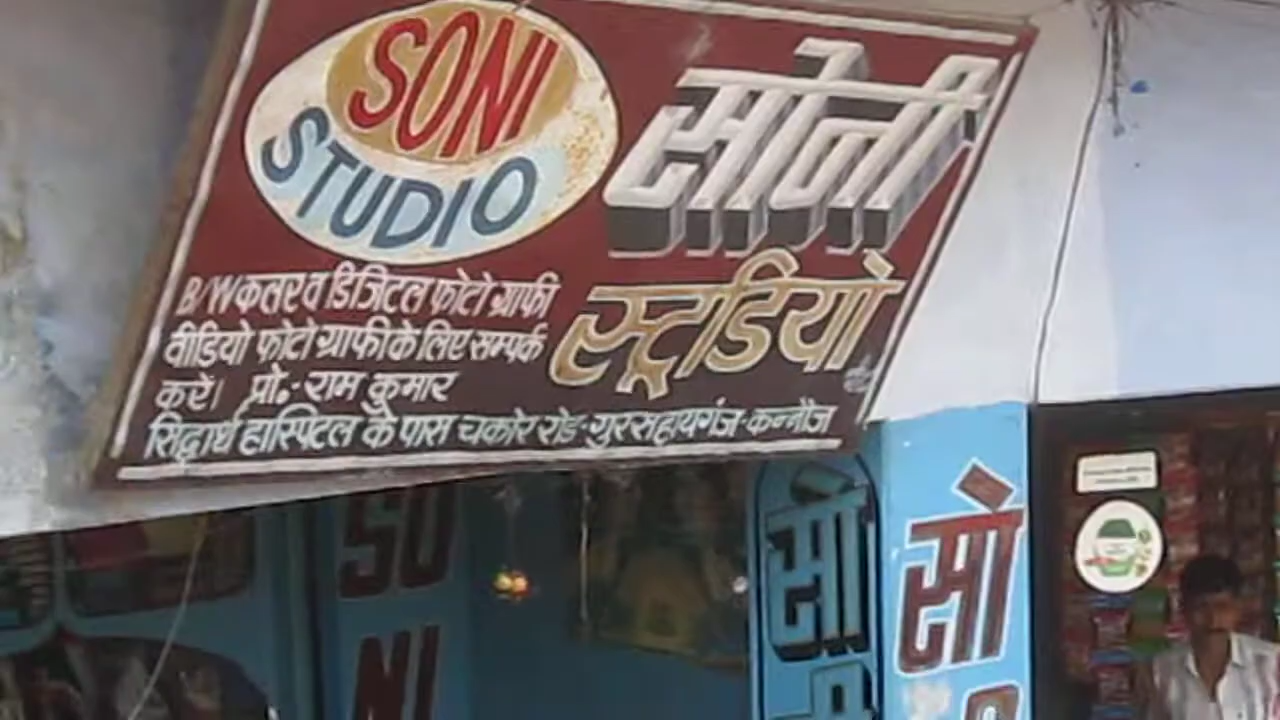 SONI
STUDIO
सोनी
स्टूडियो
B/W कलर व डिजिटल फोटो ग्राफी
वीडियो फोटो ग्राफी के लिए सम्पर्क
करें। प्रो.:- राम कुमार
सिद्धार्थ हास्पिटल के पास चकोर रोड-गुरसहायगंज-कन्नौज
SO
NI
सो
सो